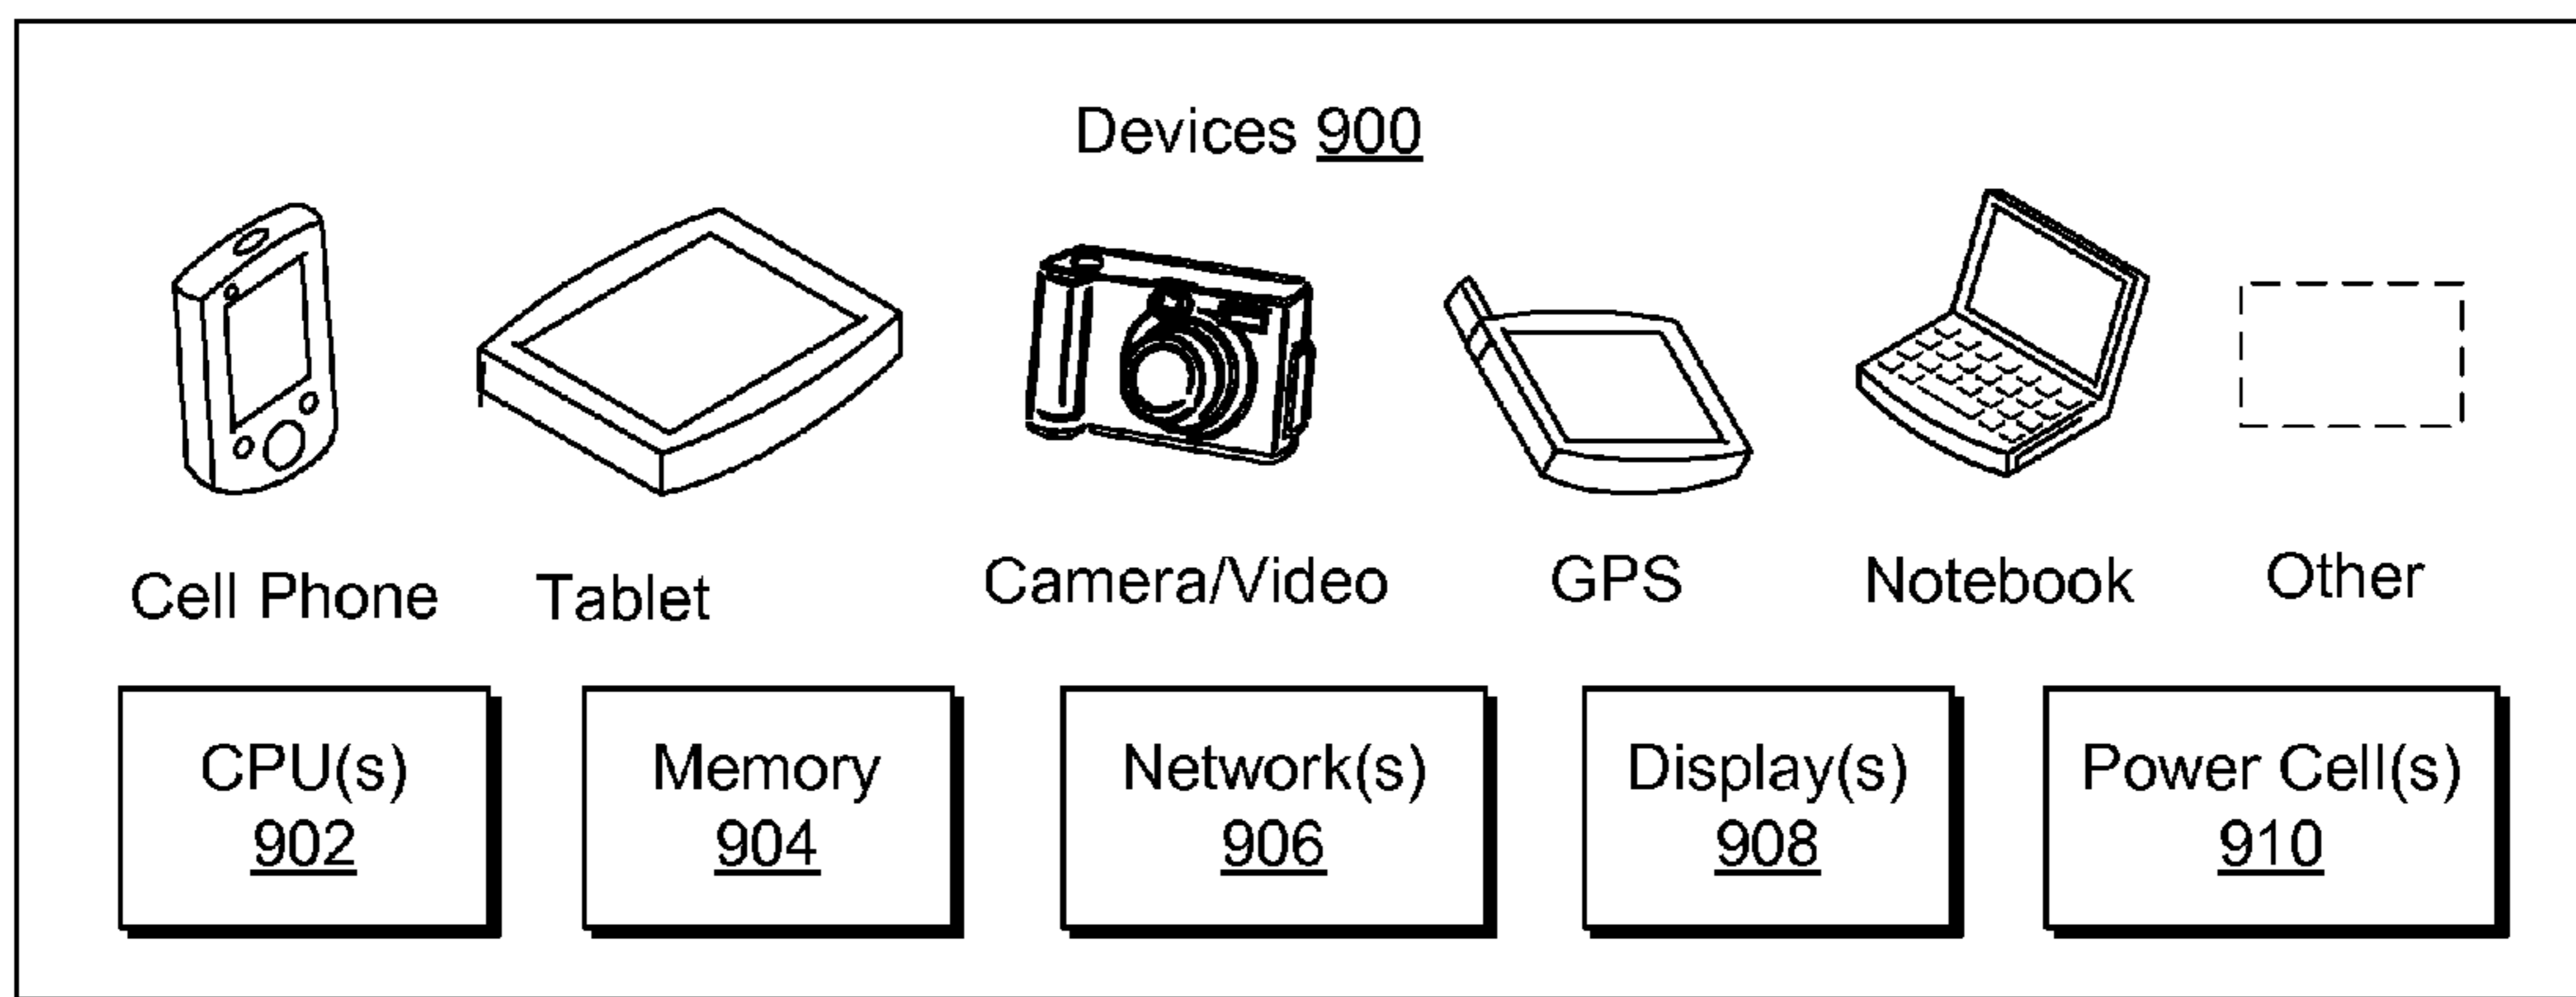 Devices 900
Cell Phone
Tablet
Camera/Video
GPS
Notebook
Other
CPU(s)
902
Memory
904
Network(s)
906
Display(s)
908
Power Cell(s)
910